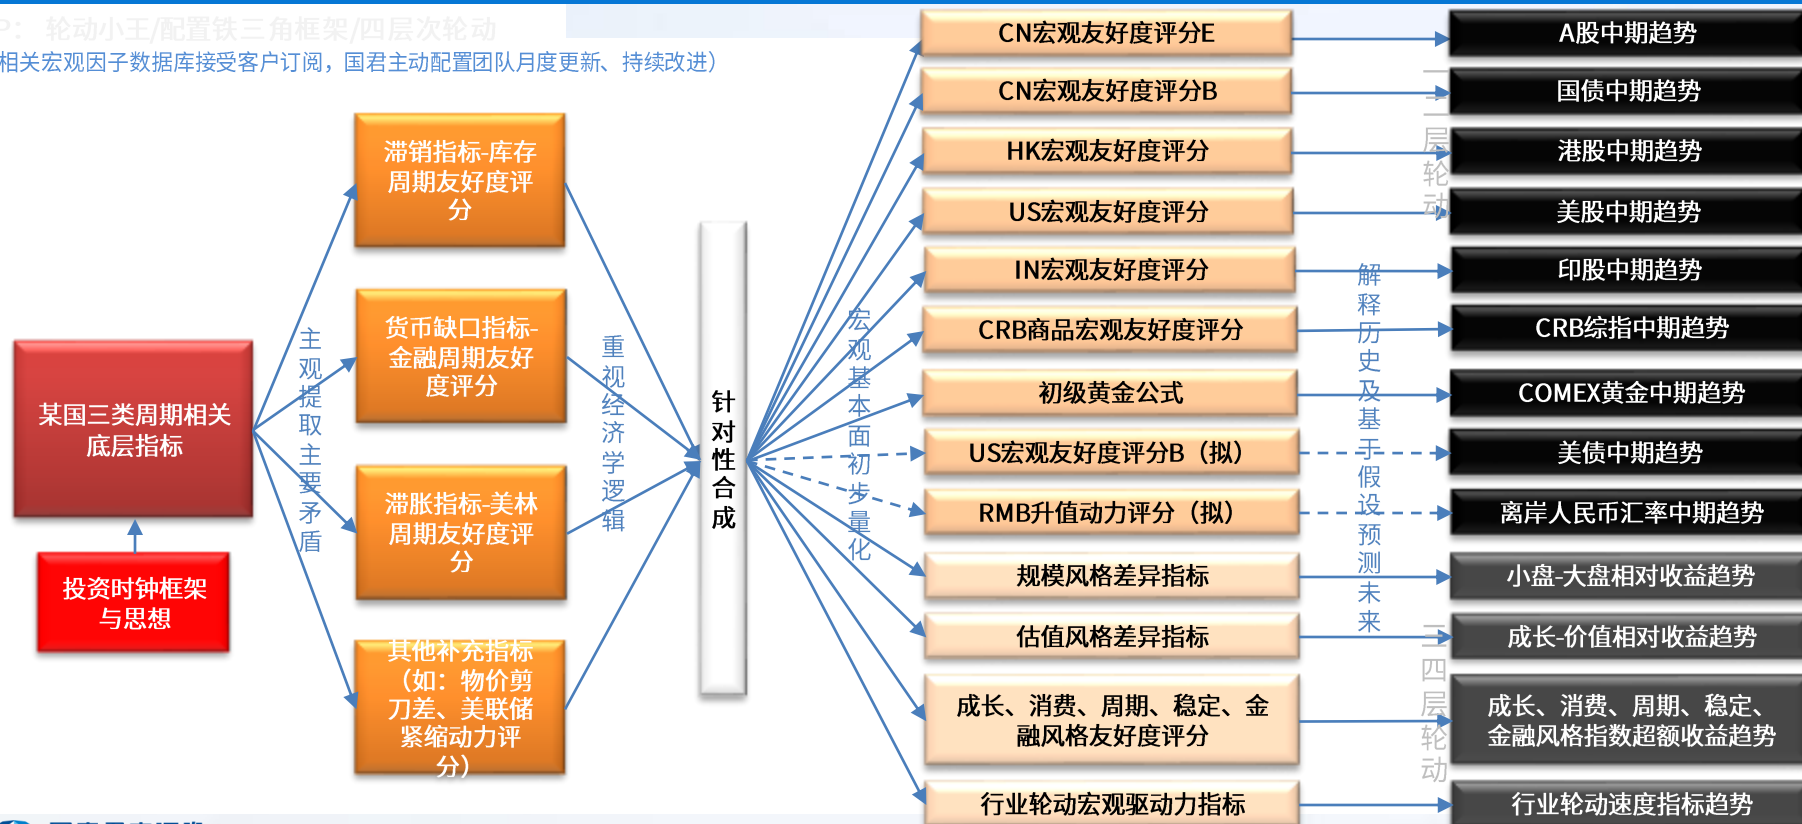 P： 轮动小王/配置铁三角框架/四层次轮动
相关宏观因子数据库接受客户订阅，国君主动配置团队月度更新、持续改进）
某国三类周期相关
底层指标
投资时钟框架
与思想
主观提取主要矛盾
滞销指标-库存
周期友好度评
分
货币缺口指标-
金融周期友好
度评分
滞胀指标-美林
周期友好度评
分
其他补充指标
（如：物价剪
刀差、美联储
紧缩动力评
分）
重视经济学逻辑
针对性合成
宏观基本面初步量化
CN宏观友好度评分E
CN宏观友好度评分B
HK宏观友好度评分
US宏观友好度评分
IN宏观友好度评分
CRB商品宏观友好度评分
初级黄金公式
US宏观友好度评分B（拟）
RMB升值动力评分（拟）
规模风格差异指标
估值风格差异指标
成长、消费、周期、稳定、金
融风格友好度评分
行业轮动宏观驱动力指标
解释历史及基于假设预测未来
一二层轮动
三四层轮动
A股中期趋势
国债中期趋势
港股中期趋势
美股中期趋势
印股中期趋势
CRB综指中期趋势
COMEX黄金中期趋势
美债中期趋势
离岸人民币汇率中期趋势
小盘-大盘相对收益趋势
成长-价值相对收益趋势
成长、消费、周期、稳定、
金融风格指数超额收益趋势
行业轮动速度指标趋势